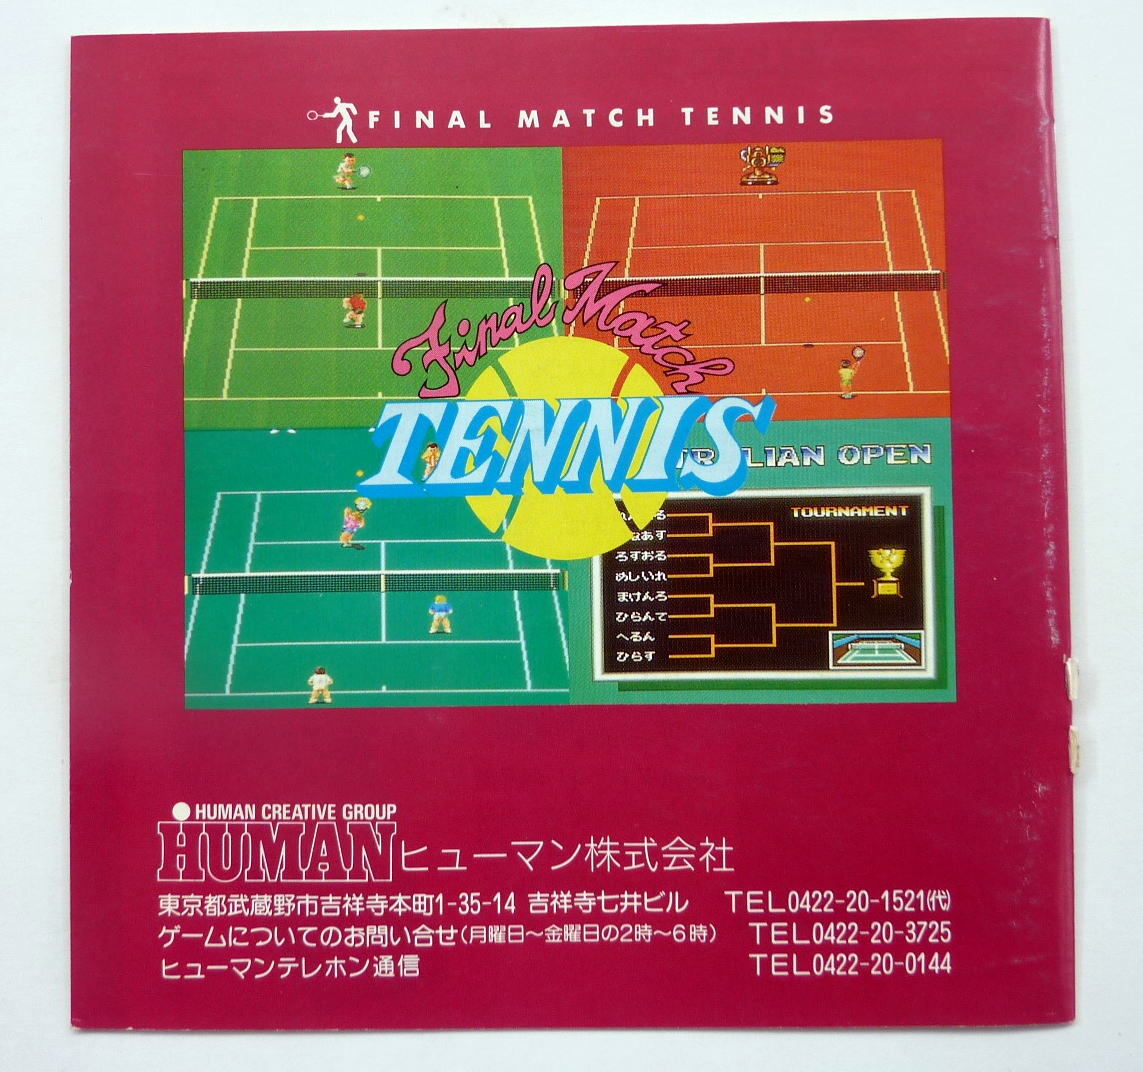 FINAL MATCH TENNIS
Final Match
TENNIS
LIAN OPEN
TOURNAMENT
ろすおる
めしいれ
まけんろ
ひらんて
へるん
ひらす
HUMAN CREATIVE GROUP
HUMAN ヒューマン株式会社
東京都武蔵野市吉祥寺本町1-35-14 吉祥寺七井ビル TEL0422-20-1521(代)
ゲームについてのお問い合せ(月曜日～金曜日の2時～6時) TEL0422-20-3725
ヒューマンテレホン通信 TEL0422-20-0144